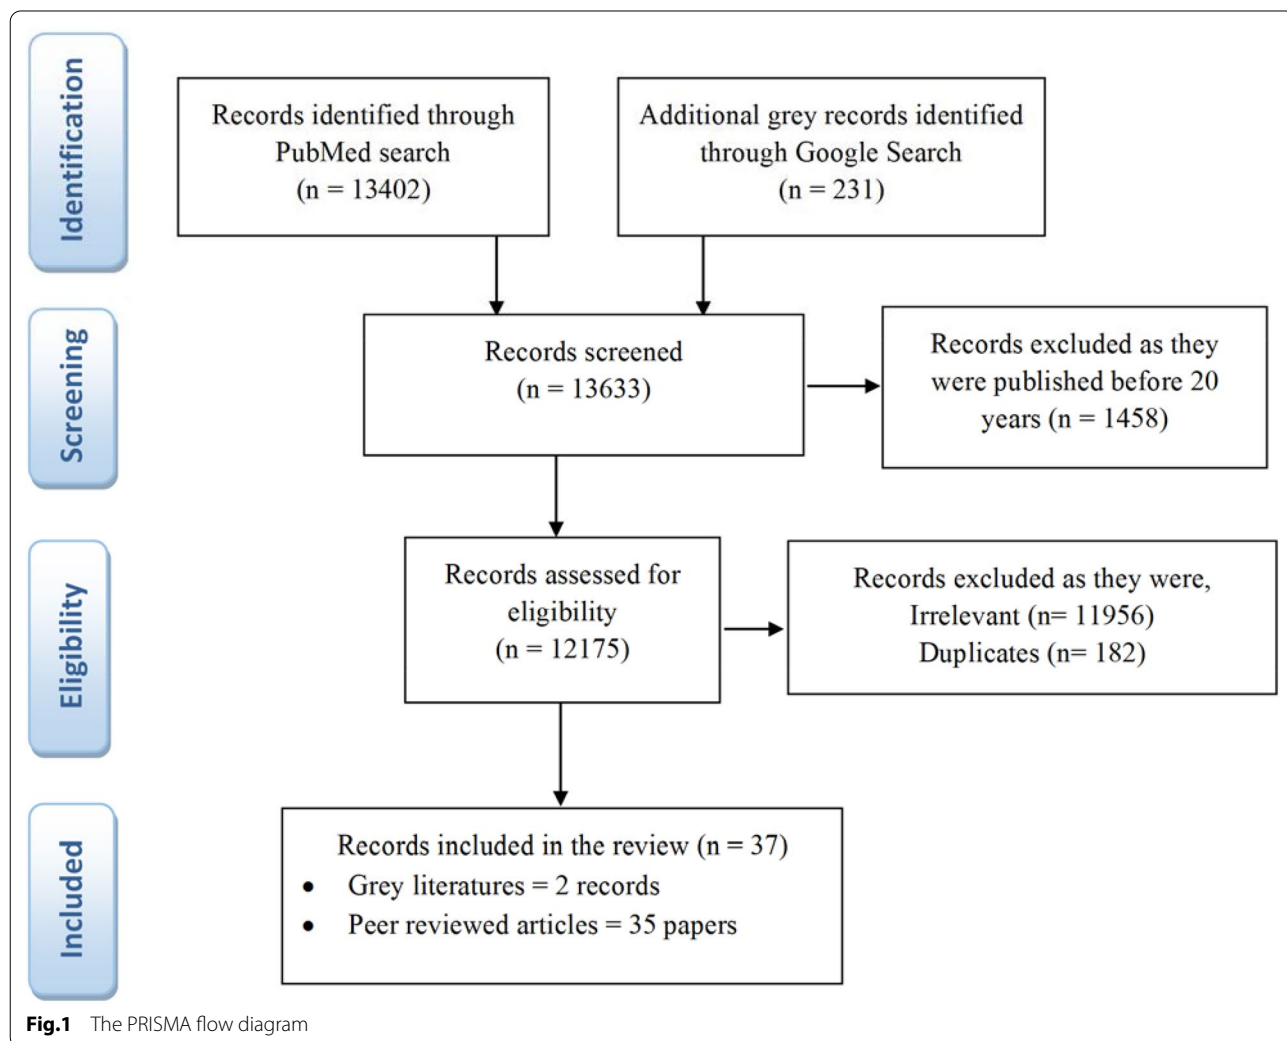 Identification
Records identified through
PubMed search
(n = 13402)
Additional grey records identified
through Google Search
(n = 231)
Screening
Records screened
(n = 13633)
Records excluded as they
were published before 20
years (n = 1458)
Eligibility
Records assessed for
eligibility
(n = 12175)
Records excluded as they were,
Irrelevant (n= 11956)
Duplicates (n= 182)
Included
Records included in the review (n = 37)
• Grey literatures = 2 records
• Peer reviewed articles = 35 papers
Fig.1 The PRISMA flow diagram